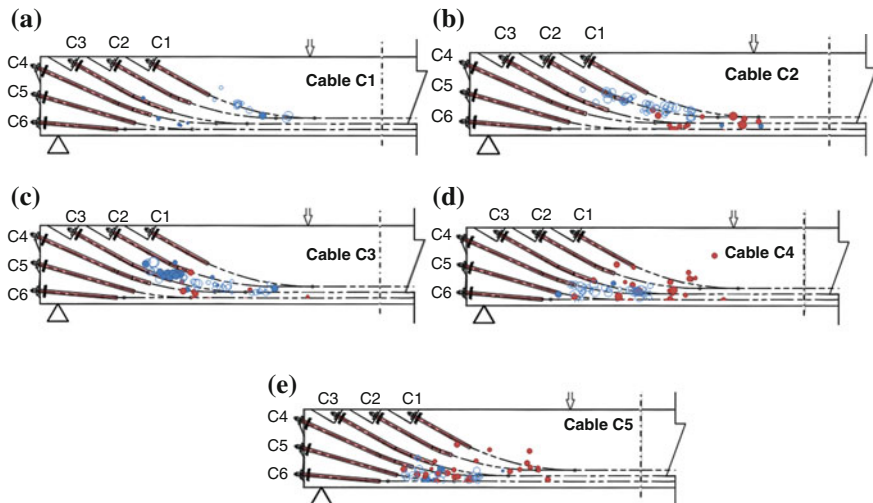 (a)
C3 C2 C1
C4
C5
C6
Cable C1
(b)
C3 C2 C1
C4
C5
C6
Cable C2
(c)
C3 C2 C1
C4
C5
C6
Cable C3
(d)
C3 C2 C1
C4
C5
C6
Cable C4
(e)
C3 C2 C1
C4
C5
C6
Cable C5